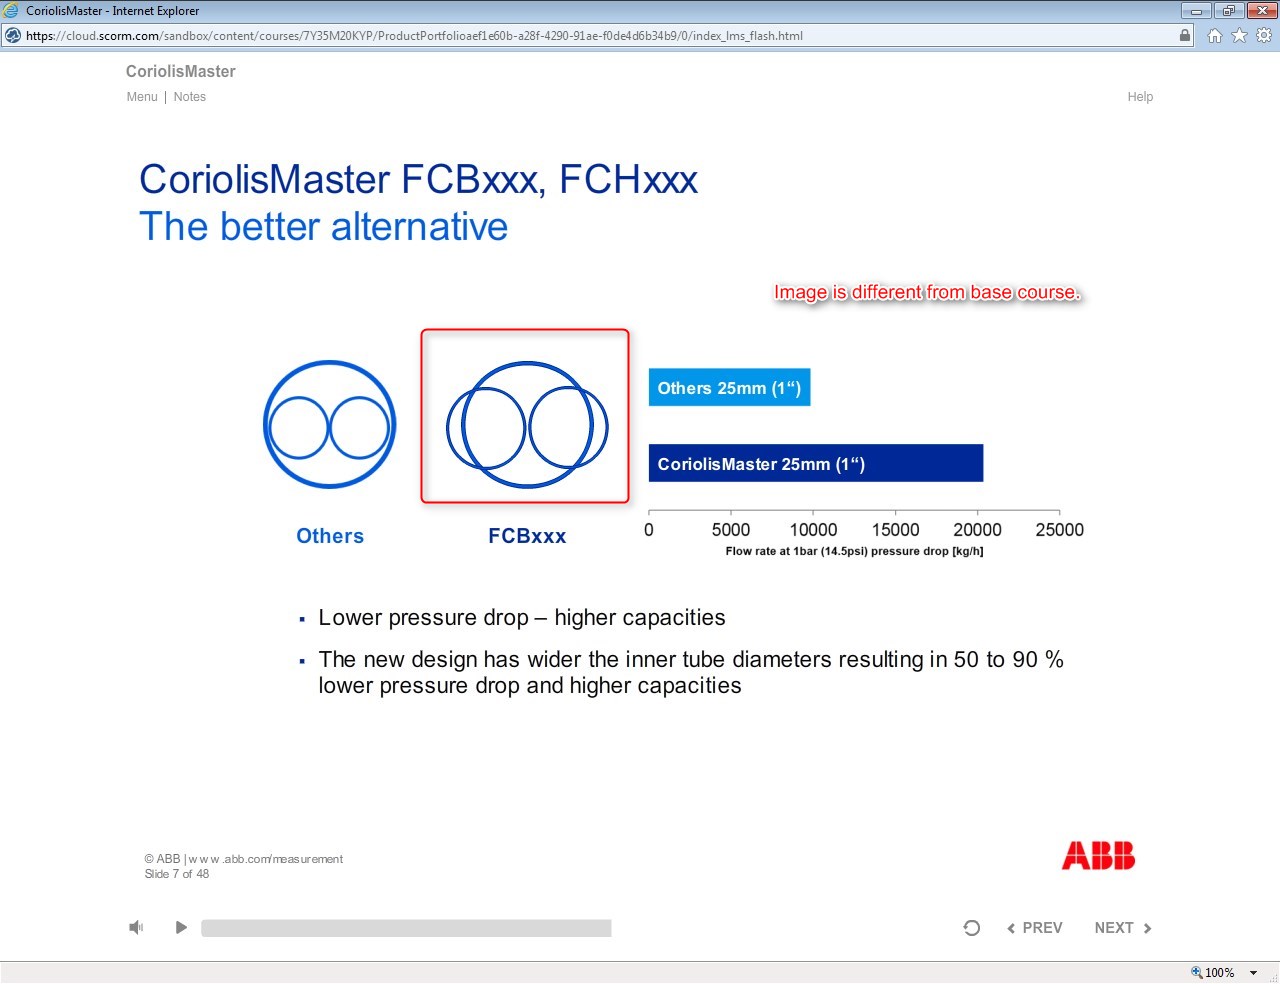 CoriolisMaster - Internet Explorer
https://cloud.scorm.com/sandbox/content/courses/7Y35M20KYP/ProductPortfolioaef1e60b-a28f-4290-91ae-f0de4d6b34b9/0/index_lms_flash.html
CoriolisMaster
Menu | Notes
Help
CoriolisMaster FCBxxx, FCHxxx
The better alternative
Image is different from base course.
Others 25mm (1“)
CoriolisMaster 25mm (1“)
Others
FCBxxx
0 5000 10000 15000 20000 25000
Flow rate at 1bar (14.5psi) pressure drop [kg/h]
▪ Lower pressure drop – higher capacities
▪ The new design has wider the inner tube diameters resulting in 50 to 90 %
lower pressure drop and higher capacities
© ABB | www.abb.com/measurement
Slide 7 of 48
ABB
PREV
NEXT
100%